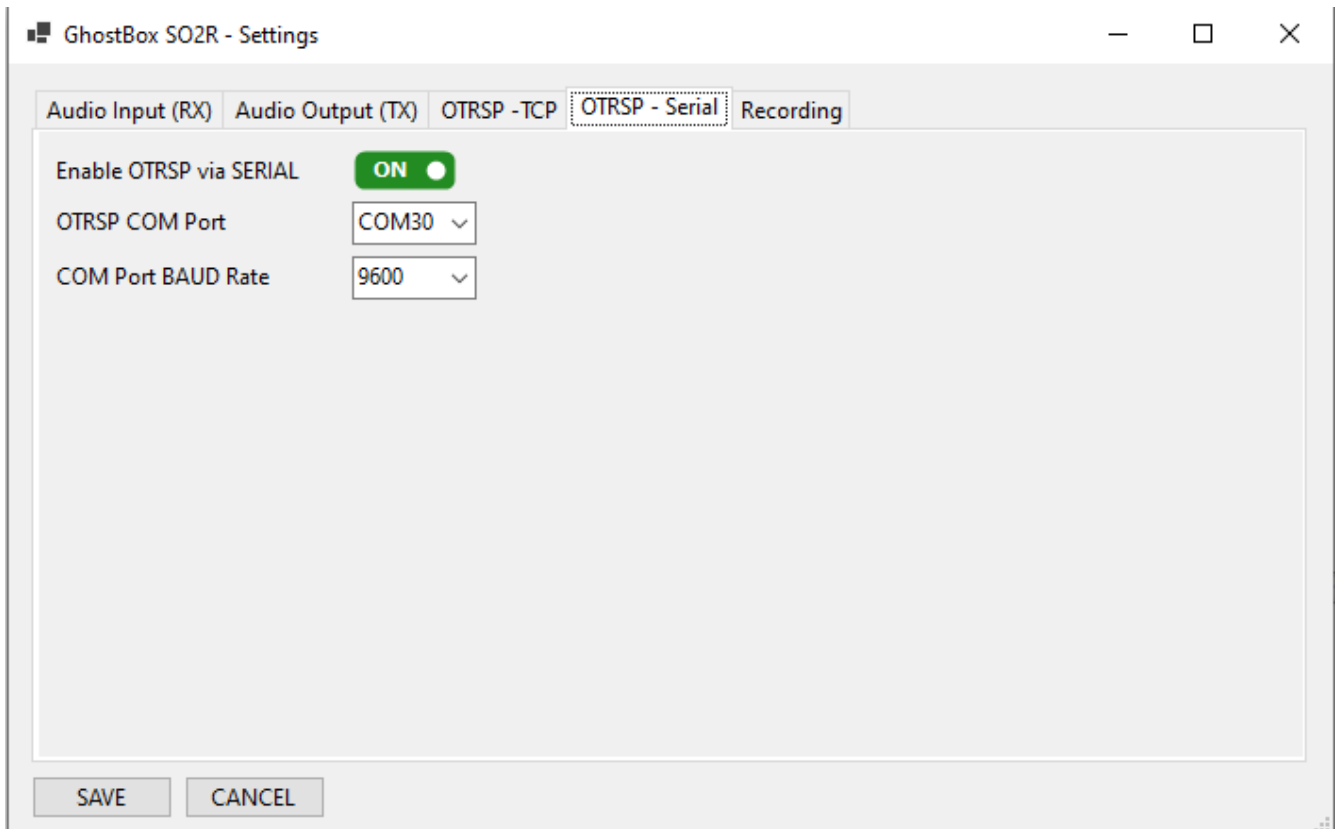 GhostBox SO2R - Settings
Audio Input (RX) Audio Output (TX) OTRSP -TCP OTRSP - Serial Recording
Enable OTRSP via SERIAL ON
OTRSP COM Port COM30
COM Port BAUD Rate 9600
SAVE CANCEL